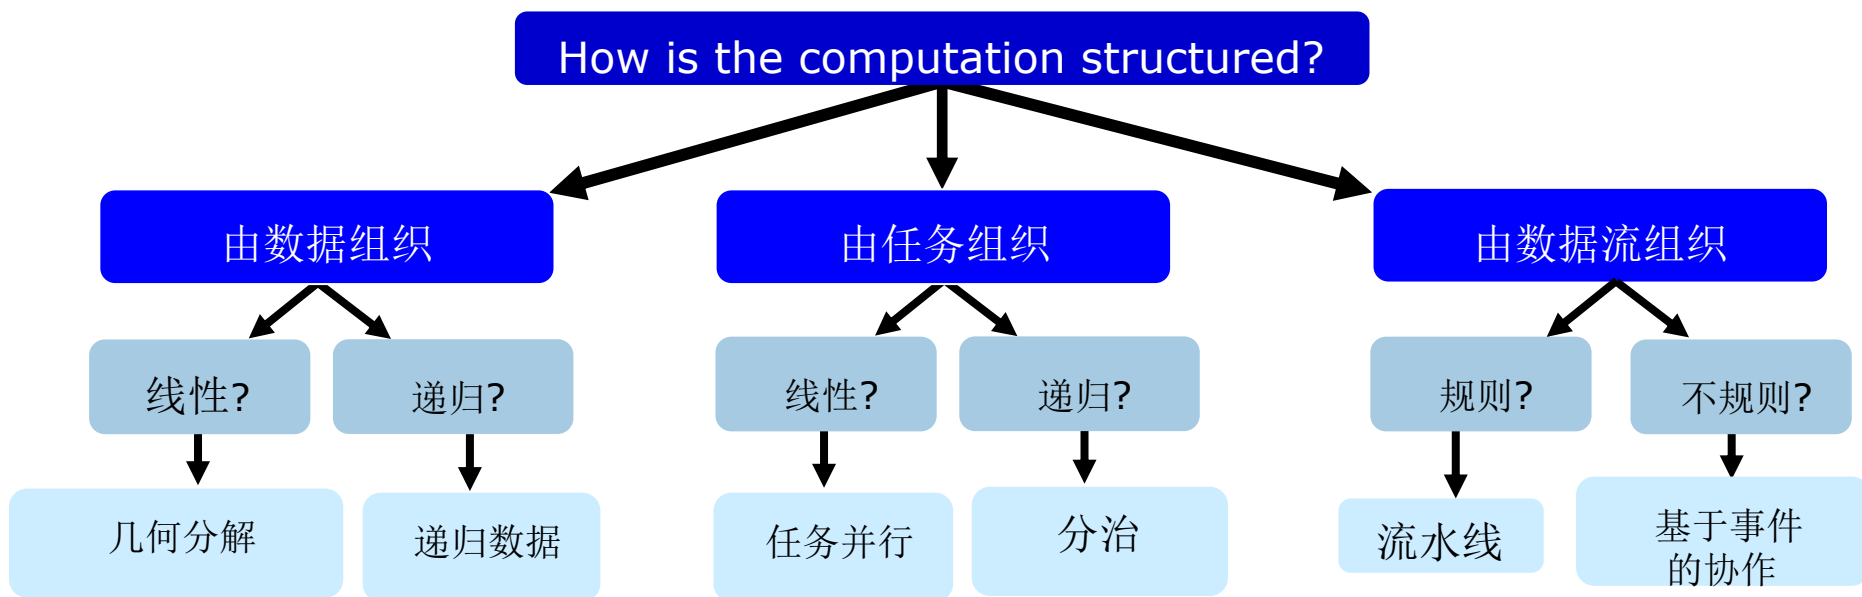 How is the computation structured?
由数据组织
由任务组织
由数据流组织
线性?
递归?
线性?
递归?
规则?
不规则?
几何分解
递归数据
任务并行
分治
流水线
基于事件
的协作